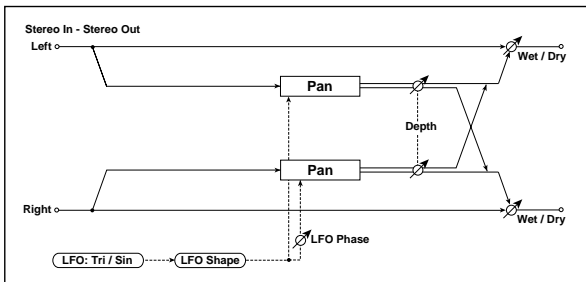 Stereo In - Stereo Out
Left
Wet / Dry
Pan
Depth
Pan
Right
Wet / Dry
LFO Phase
LFO: Tri / Sin
LFO Shape